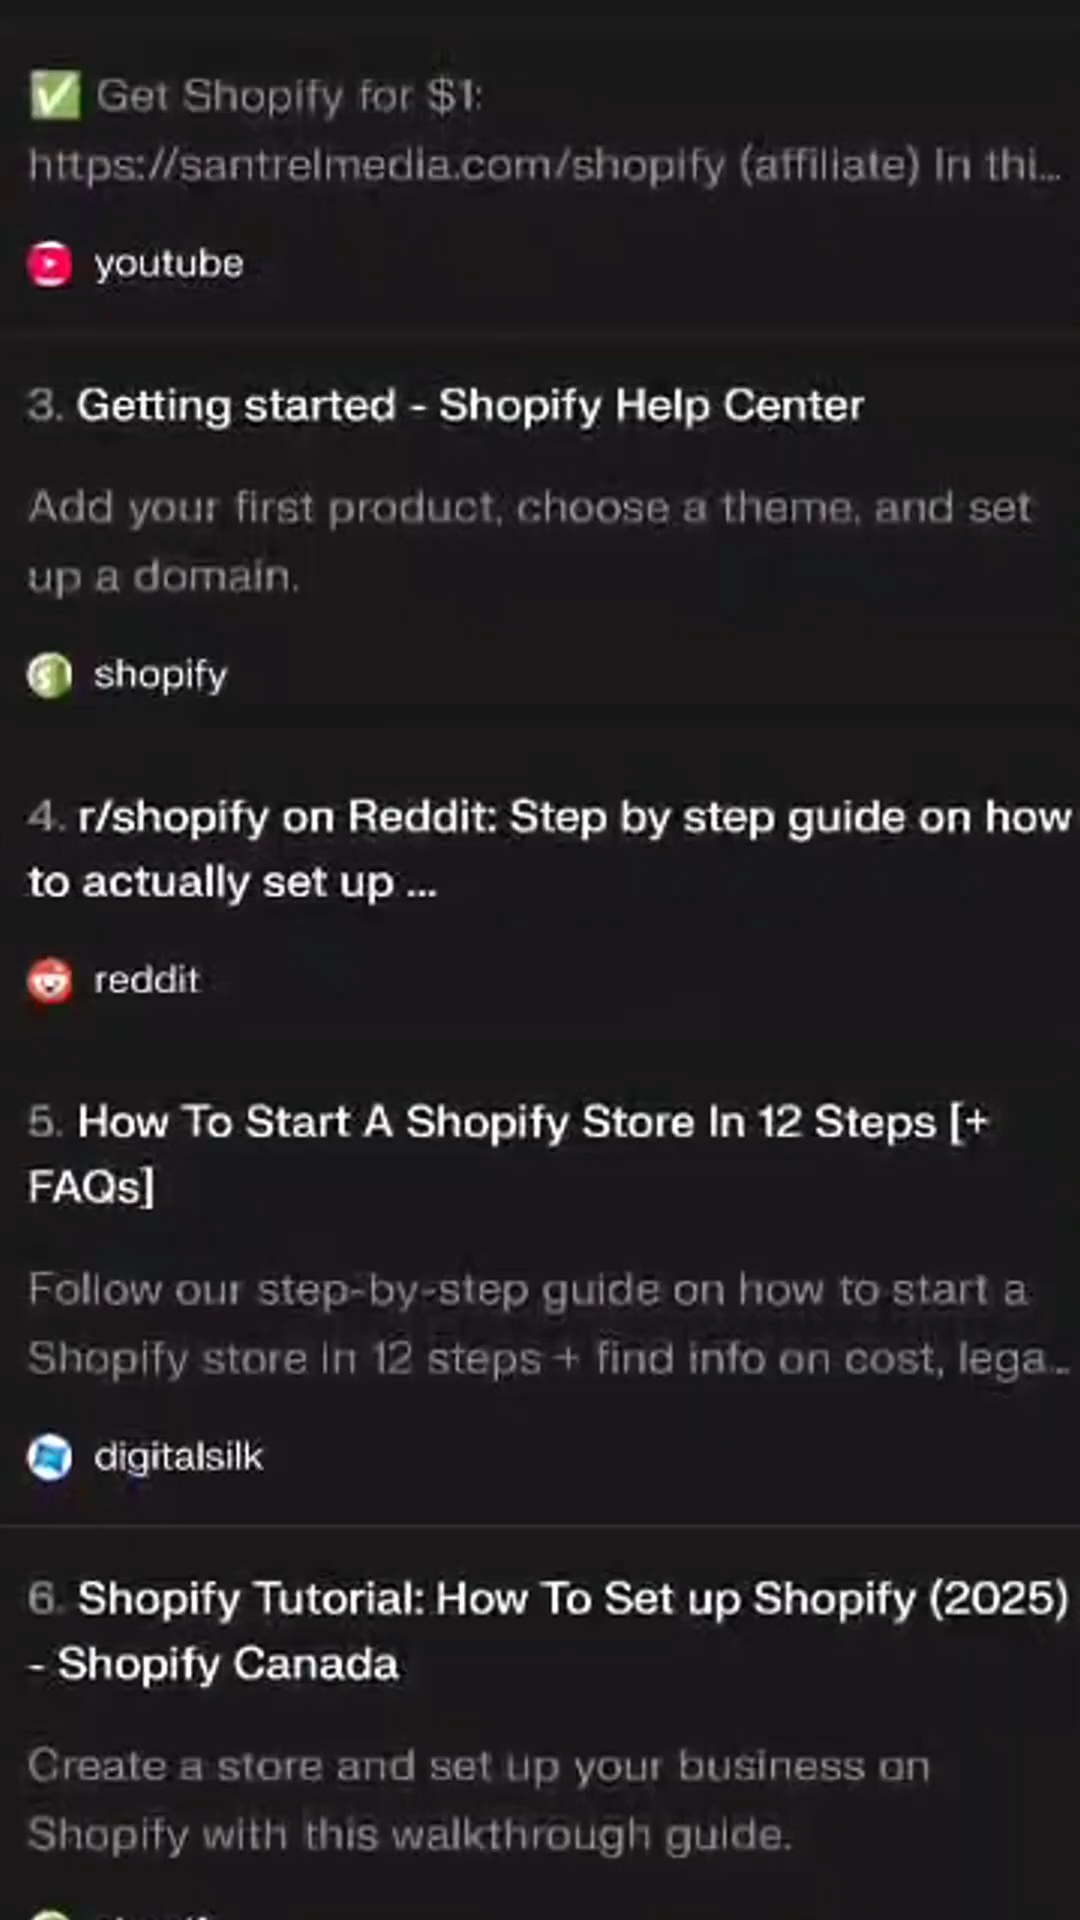 ✅ Get Shopify for $1:
https://santrelmedia.com/shopify (affiliate) In thi...
youtube
3. Getting started - Shopify Help Center
Add your first product, choose a theme, and set
up a domain.
shopify
4. r/shopify on Reddit: Step by step guide on how
to actually set up ...
reddit
5. How To Start A Shopify Store In 12 Steps [+
FAQs]
Follow our step-by-step guide on how to start a
Shopify store in 12 steps + find info on cost, lega...
digitalsilk
6. Shopify Tutorial: How To Set up Shopify (2025)
- Shopify Canada
Create a store and set up your business on
Shopify with this walkthrough guide.